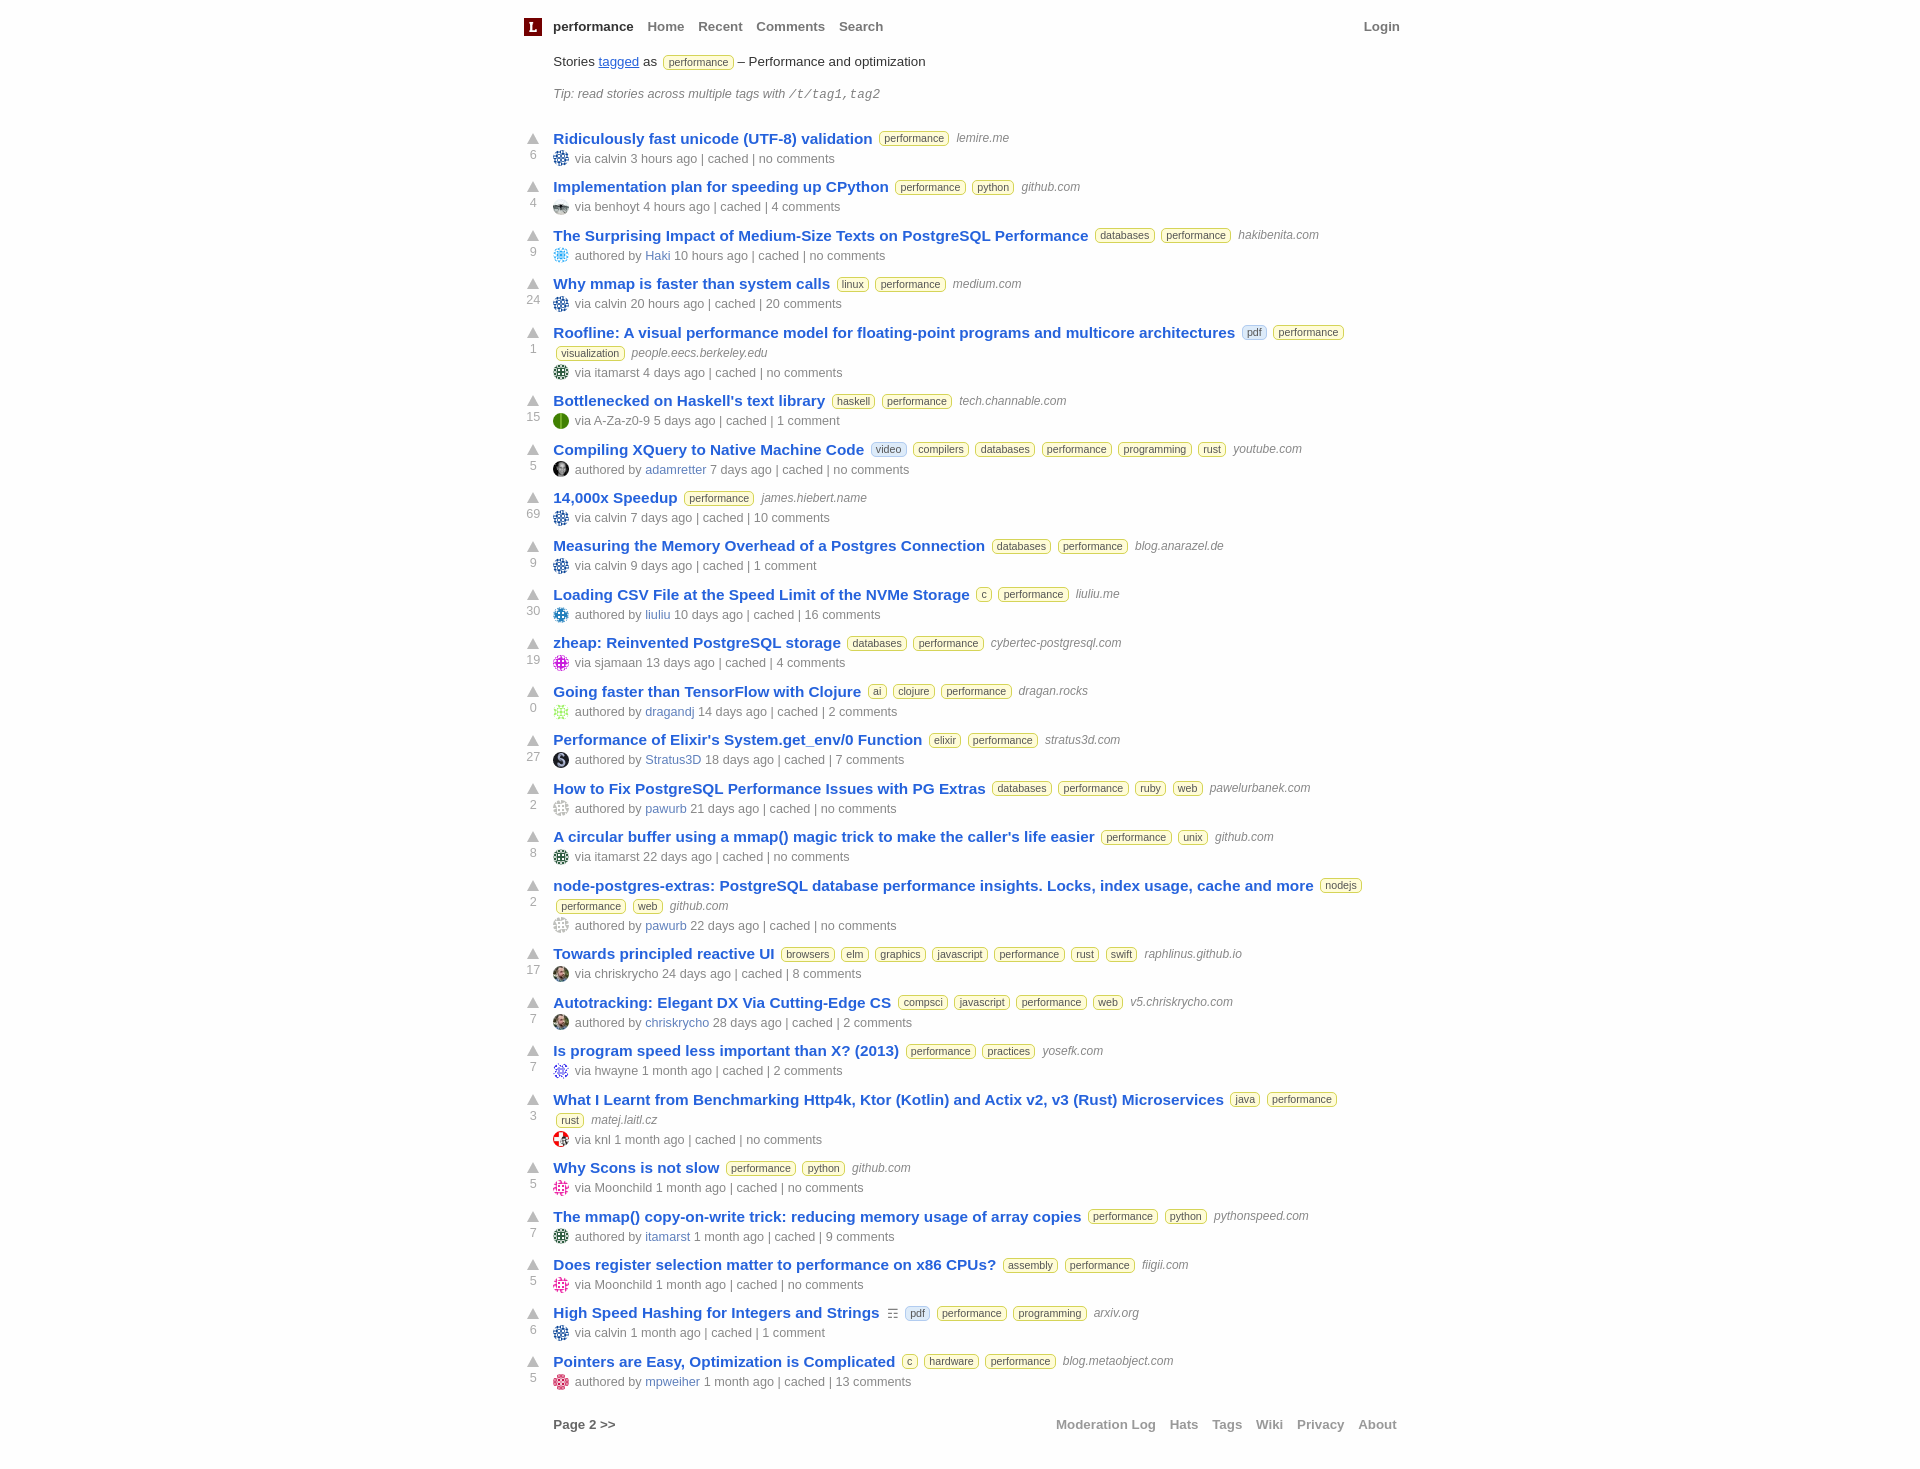 L performance Home Recent Comments Search Login
Stories tagged as performance – Performance and optimization
Tip: read stories across multiple tags with /t/tag1,tag2
Ridiculously fast unicode (UTF-8) validation performance lemire.me
6 via calvin 3 hours ago | cached | no comments
Implementation plan for speeding up CPython performance python github.com
4 via benhoyt 4 hours ago | cached | 4 comments
The Surprising Impact of Medium-Size Texts on PostgreSQL Performance databases performance hakibenita.com
9 authored by Haki 10 hours ago | cached | no comments
Why mmap is faster than system calls linux performance medium.com
24 via calvin 20 hours ago | cached | 20 comments
Roofline: A visual performance model for floating-point programs and multicore architectures pdf performance
1 visualization people.eecs.berkeley.edu
via itamarst 4 days ago | cached | no comments
Bottlenecked on Haskell's text library haskell performance tech.channable.com
15 via A-Za-z0-9 5 days ago | cached | 1 comment
Compiling XQuery to Native Machine Code video compilers databases performance programming rust youtube.com
5 authored by adamretter 7 days ago | cached | no comments
14,000x Speedup performance james.hiebert.name
69 via calvin 7 days ago | cached | 10 comments
Measuring the Memory Overhead of a Postgres Connection databases performance blog.anarazel.de
9 via calvin 9 days ago | cached | 1 comment
Loading CSV File at the Speed Limit of the NVMe Storage c performance liuliu.me
30 authored by liuliu 10 days ago | cached | 16 comments
zheap: Reinvented PostgreSQL storage databases performance cybertec-postgresql.com
19 via sjamaan 13 days ago | cached | 4 comments
Going faster than TensorFlow with Clojure ai clojure performance dragan.rocks
0 authored by dragandj 14 days ago | cached | 2 comments
Performance of Elixir's System.get_env/0 Function elixir performance stratus3d.com
27 authored by Stratus3D 18 days ago | cached | 7 comments
How to Fix PostgreSQL Performance Issues with PG Extras databases performance ruby web pawelurbanek.com
2 authored by pawurb 21 days ago | cached | no comments
A circular buffer using a mmap() magic trick to make the caller's life easier performance unix github.com
8 via itamarst 22 days ago | cached | no comments
node-postgres-extras: PostgreSQL database performance insights. Locks, index usage, cache and more nodejs
2 performance web github.com
authored by pawurb 22 days ago | cached | no comments
Towards principled reactive UI browsers elm graphics javascript performance rust swift raphlinus.github.io
17 via chriskrycho 24 days ago | cached | 8 comments
Autotracking: Elegant DX Via Cutting-Edge CS compsci javascript performance web v5.chriskrycho.com
7 authored by chriskrycho 28 days ago | cached | 2 comments
Is program speed less important than X? (2013) performance practices yosefk.com
7 via hwayne 1 month ago | cached | 2 comments
What I Learnt from Benchmarking Http4k, Ktor (Kotlin) and Actix v2, v3 (Rust) Microservices java performance
3 rust matej.laitl.cz
via knl 1 month ago | cached | no comments
Why Scons is not slow performance python github.com
5 via Moonchild 1 month ago | cached | no comments
The mmap() copy-on-write trick: reducing memory usage of array copies performance python pythonspeed.com
7 authored by itamarst 1 month ago | cached | 9 comments
Does register selection matter to performance on x86 CPUs? assembly performance fiigii.com
5 via Moonchild 1 month ago | cached | no comments
High Speed Hashing for Integers and Strings ☶ pdf performance programming arxiv.org
6 via calvin 1 month ago | cached | 1 comment
Pointers are Easy, Optimization is Complicated c hardware performance blog.metaobject.com
5 authored by mpweiher 1 month ago | cached | 13 comments
Page 2 >> Moderation Log Hats Tags Wiki Privacy About